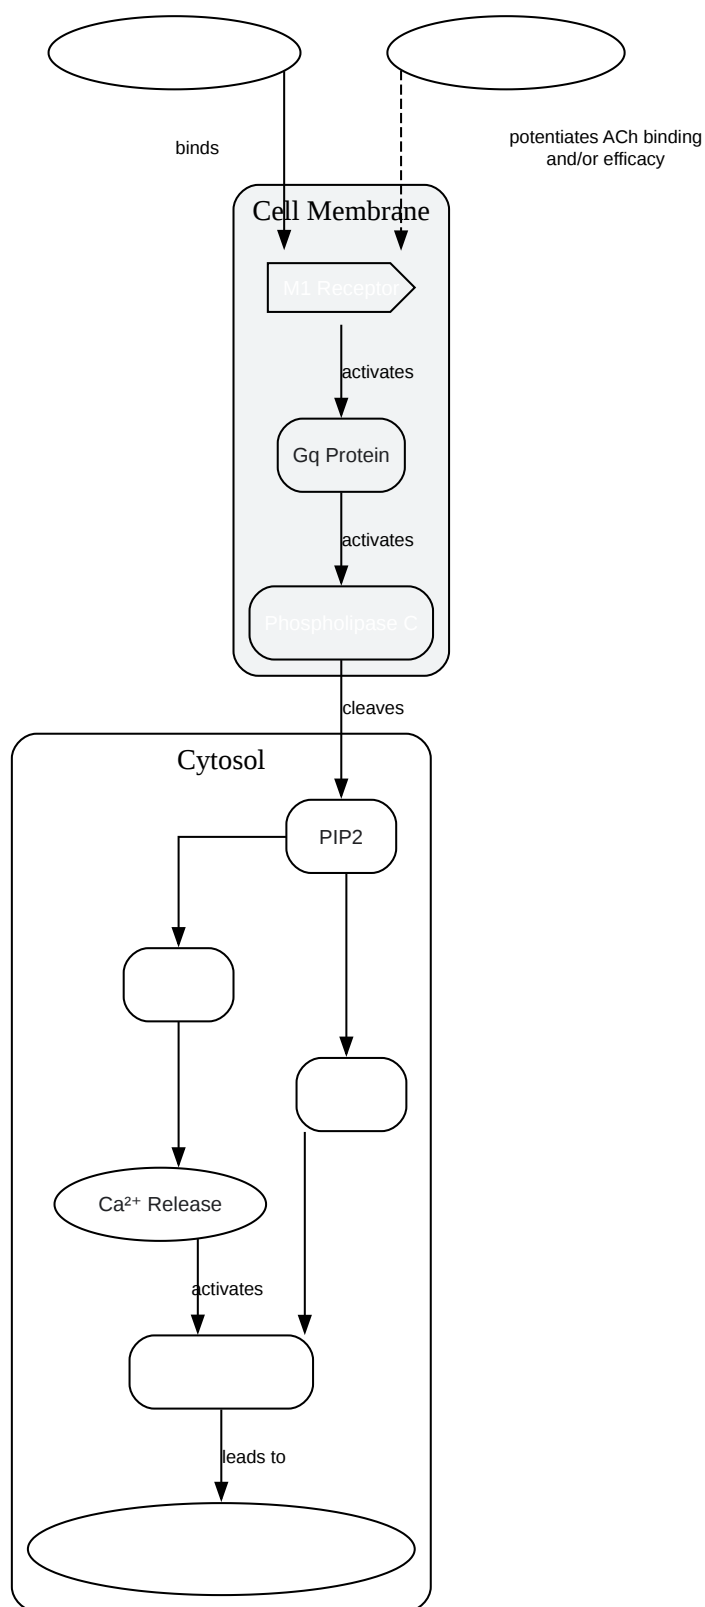 binds
potentiates ACh binding
and/or efficacy
Cell Membrane
M1 Receptor
activates
Gq Protein
activates
Phospholipase C
cleaves
Cytosol
PIP2
Ca²⁺ Release
activates
leads to